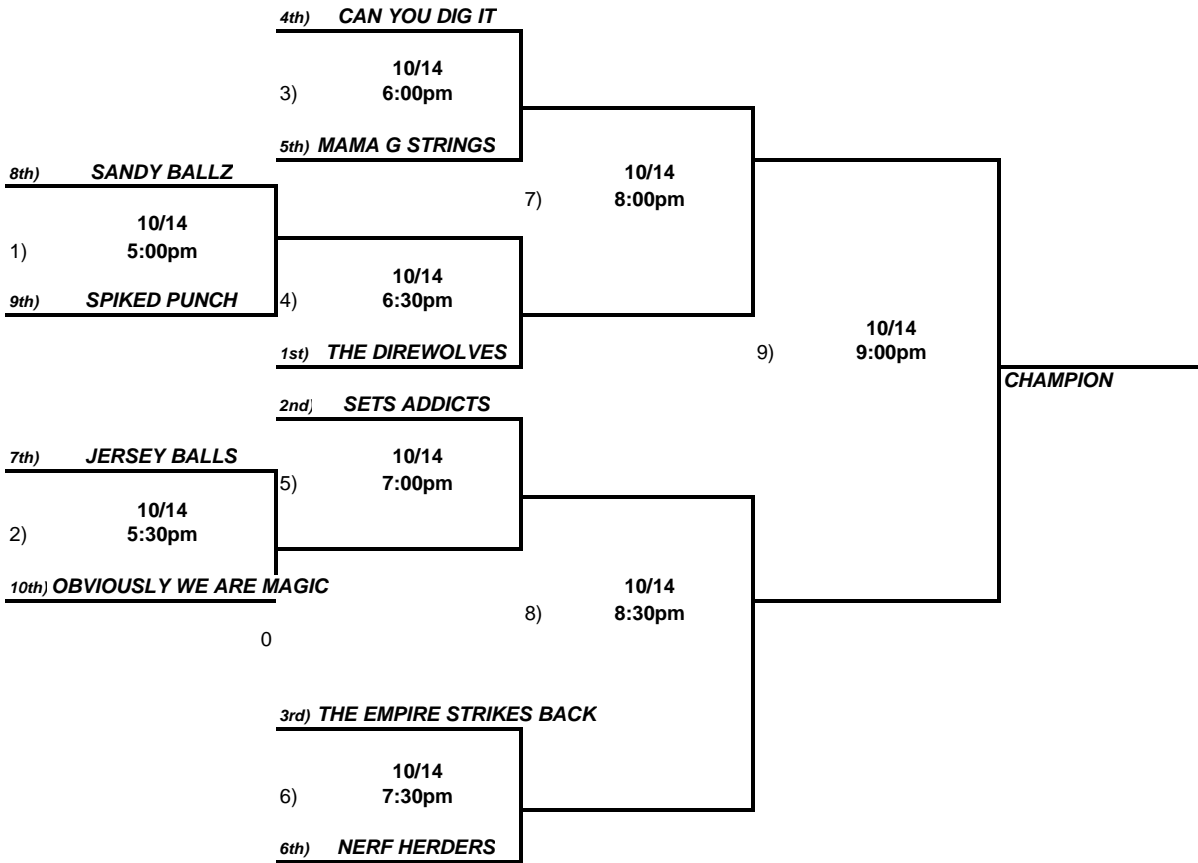 4th) CAN YOU DIG IT
10/14
3) 6:00pm
5th) MAMA G STRINGS
8th) SANDY BALLZ
10/14
7) 8:00pm
10/14
1) 5:00pm
10/14
9th) SPIKED PUNCH
4) 6:30pm
10/14
1st) THE DIREWOLVES
9) 9:00pm
CHAMPION
2nd) SETS ADDICTS
7th) JERSEY BALLS
10/14
5) 7:00pm
10/14
2) 5:30pm
10th) OBVIOUSLY WE ARE MAGIC
10/14
8) 8:30pm
0
3rd) THE EMPIRE STRIKES BACK
10/14
6) 7:30pm
6th) NERF HERDERS